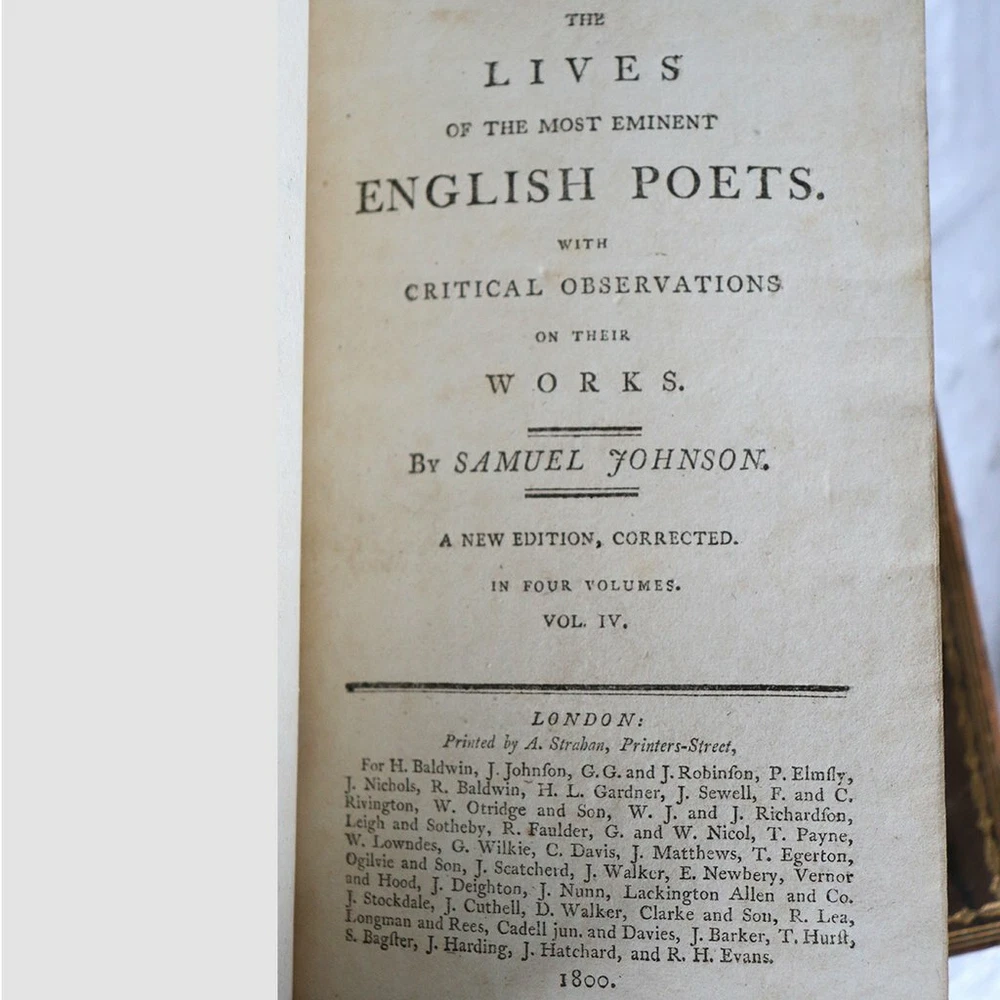 THE
LIVES
OF THE MOST EMINENT
ENGLISH POETS.
WITH
CRITICAL OBSERVATIONS
ON THEIR
WORKS.
By SAMUEL JOHNSON.
A NEW EDITION, CORRECTED.
IN FOUR VOLUMES.
VOL. IV.
LONDON:
Printed by A. Strahan, Printers-Street,
For H. Baldwin, J. Johnſon, G. G. and J. Robinſon, P. Elmſly,
J. Nichols, R. Baldwin, H. L. Gardner, J. Sewell, F. and C.
Rivington, W. Otridge and Son, W. J. and J. Richardſon,
Leigh and Sotheby, R. Faulder, G. and W. Nicol, T. Payne,
W. Lowndes, G. Wilkie, C. Davis, J. Matthews, T. Egerton,
Ogilvie and Son, J. Scatcherd, J. Walker, E. Newbery, Vernor
and Hood, J. Deighton, J. Nunn, Lackington Allen and Co.
J. Stockdale, J. Cuthell, D. Walker, Clarke and Son, R. Lea,
Longman and Rees, Cadell jun. and Davies, J. Barker, T. Hurſt,
S. Bagſter, J. Harding, J. Hatchard, and R. H. Evans.
1800.